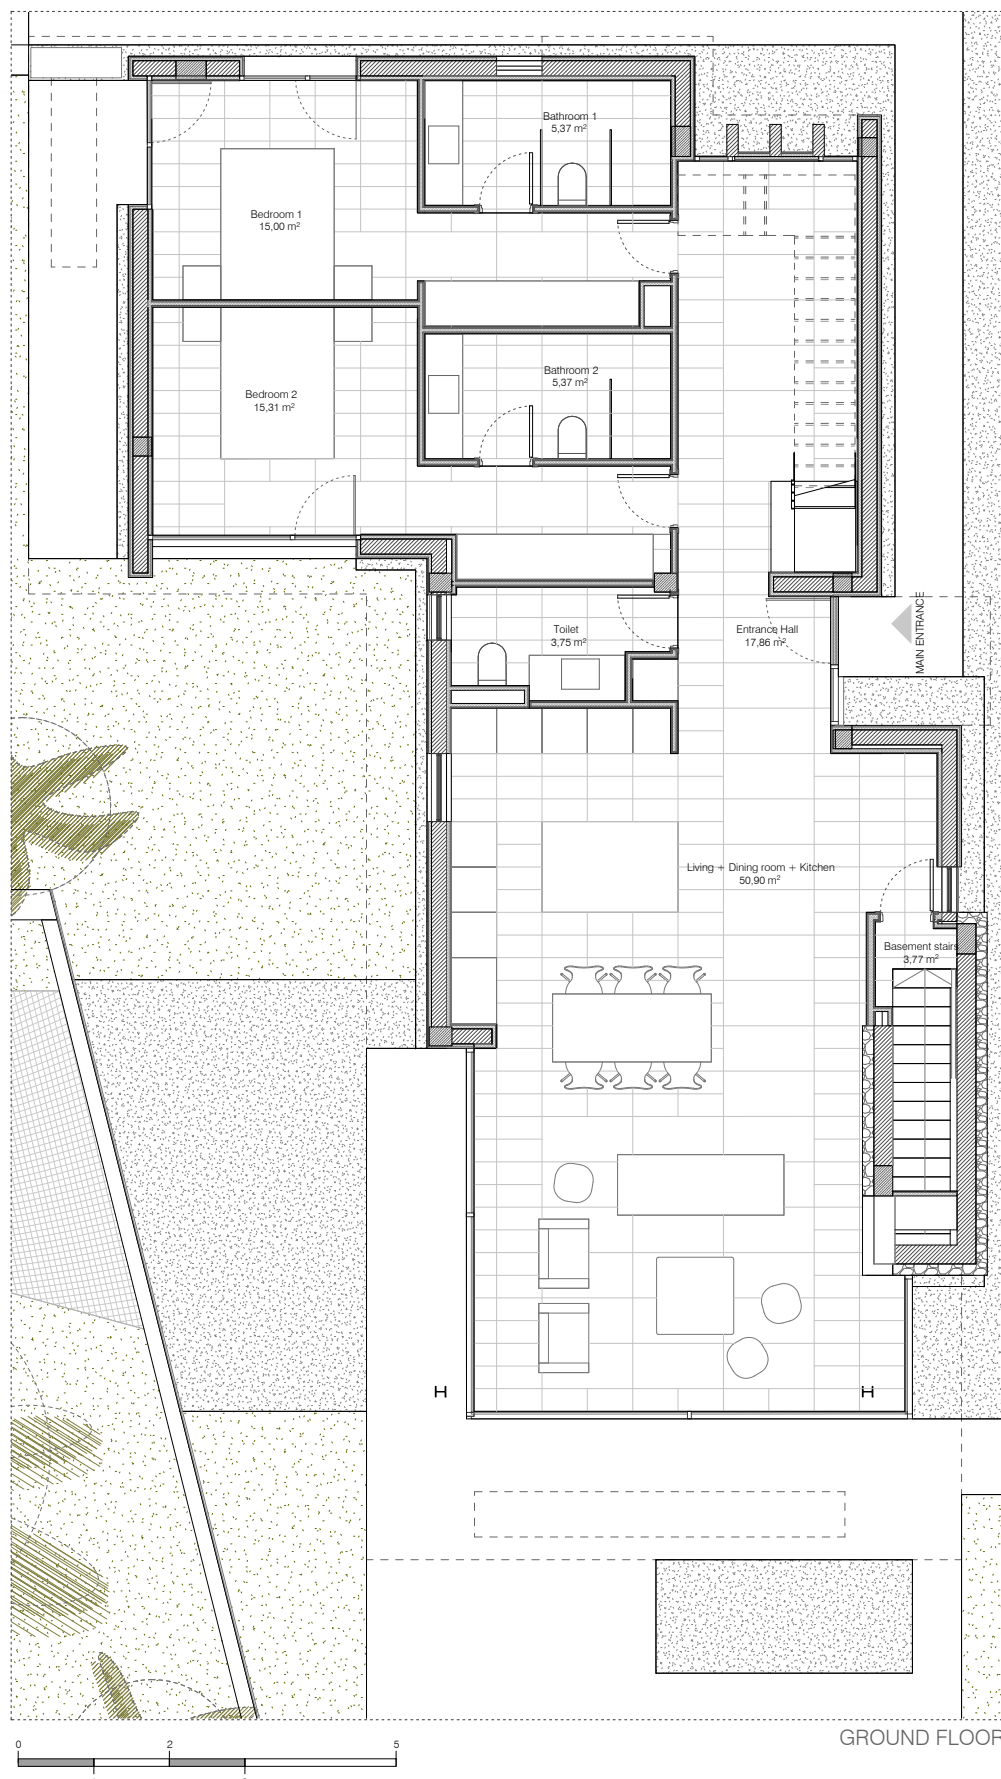 Bathroom 1
5,37 m²
Bedroom 1
15,00 m²
Bathroom 2
5,37 m²
Bedroom 2
15,31 m²
Toilet
3,75 m²
Entrance Hall
17,86 m²
MAIN ENTRANCE
Living + Dining room + Kitchen
50,90 m²
Basement stairs
3,77 m²
GROUND FLOOR
0 2 5